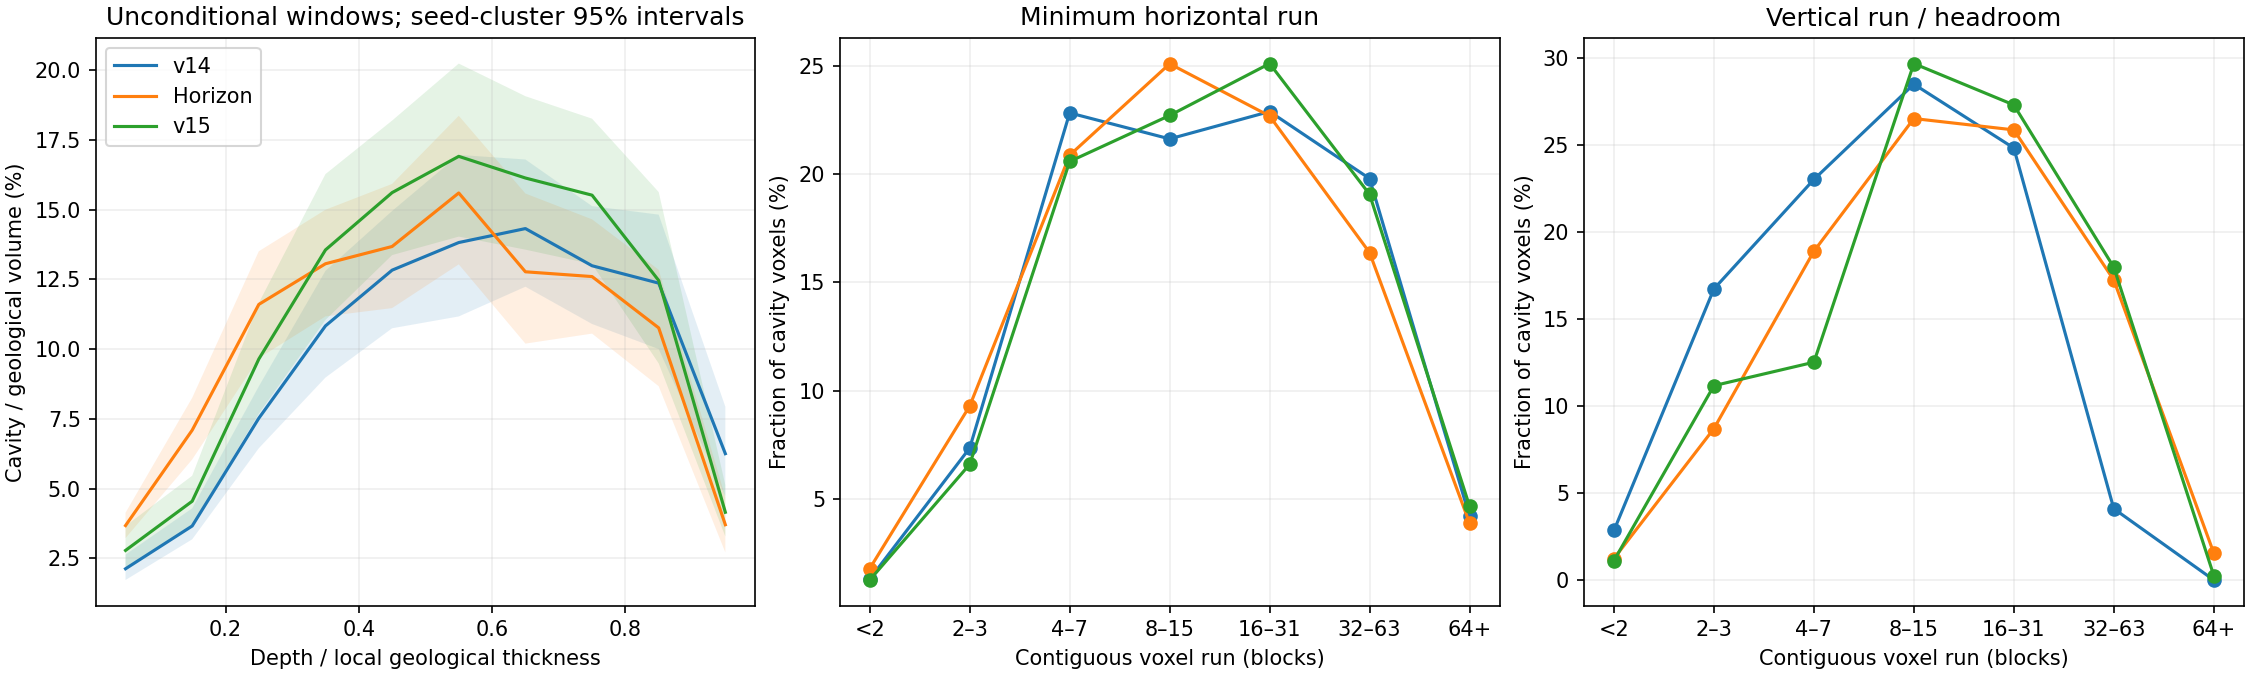 Unconditional windows; seed-cluster 95% intervals
v14
Horizon
v15
20.0
17.5
15.0
12.5
10.0
7.5
5.0
2.5
Cavity / geological volume (%)
0.2 0.4 0.6 0.8
Depth / local geological thickness
Minimum horizontal run
25
20
15
10
5
Fraction of cavity voxels (%)
<2 2–3 4–7 8–15 16–31 32–63 64+
Contiguous voxel run (blocks)
Vertical run / headroom
30
25
20
15
10
5
0
Fraction of cavity voxels (%)
<2 2–3 4–7 8–15 16–31 32–63 64+
Contiguous voxel run (blocks)